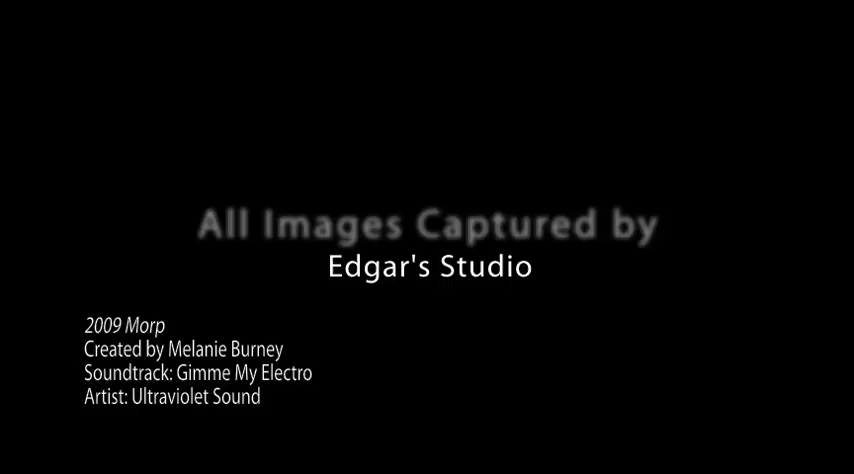 All Images Captured by
Edgar's Studio
2009 Morp
Created by Melanie Burney
Soundtrack: Gimme My Electro
Artist: Ultraviolet Sound